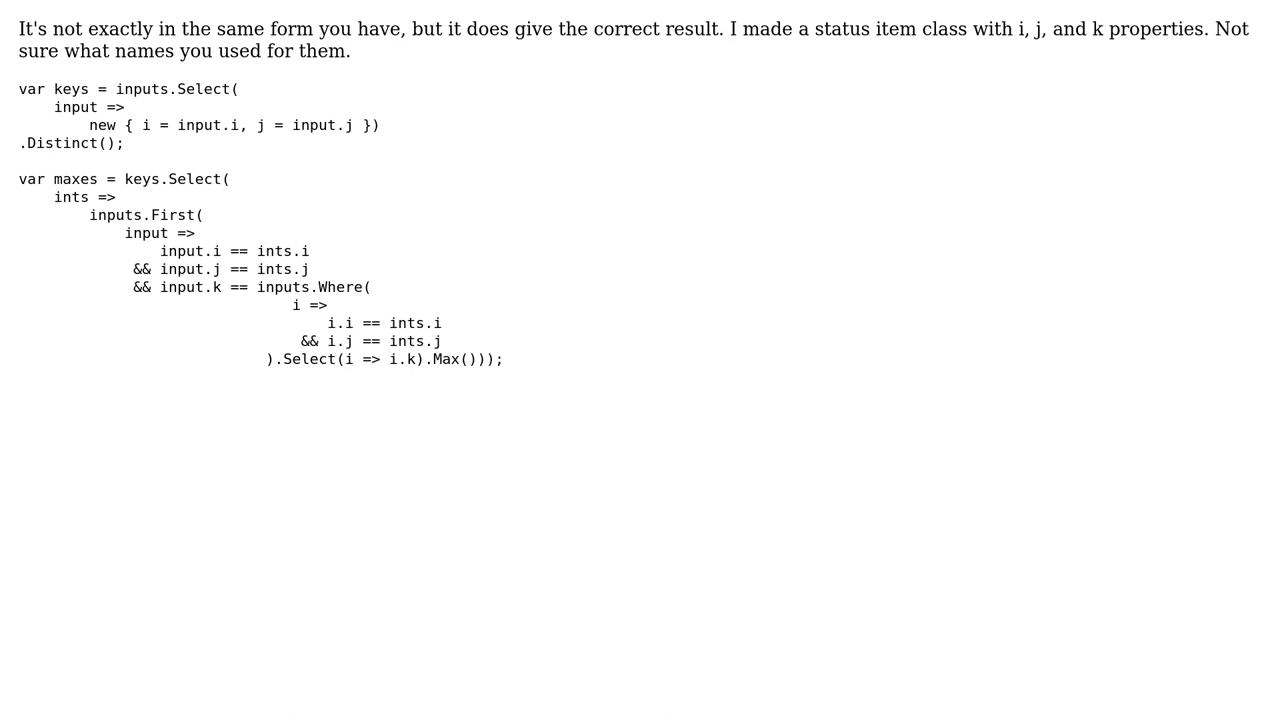 It's not exactly in the same form you have, but it does give the correct result. I made a status item class with i, j, and k properties. Not
sure what names you used for them.
var keys = inputs.Select(
    input =>
        new { i = input.i, j = input.j })
.Distinct();

var maxes = keys.Select(
    ints =>
        inputs.First(
            input =>
                input.i == ints.i
             && input.j == ints.j
             && input.k == inputs.Where(
                               i =>
                                   i.i == ints.i
                                && i.j == ints.j
                            ).Select(i => i.k).Max()));